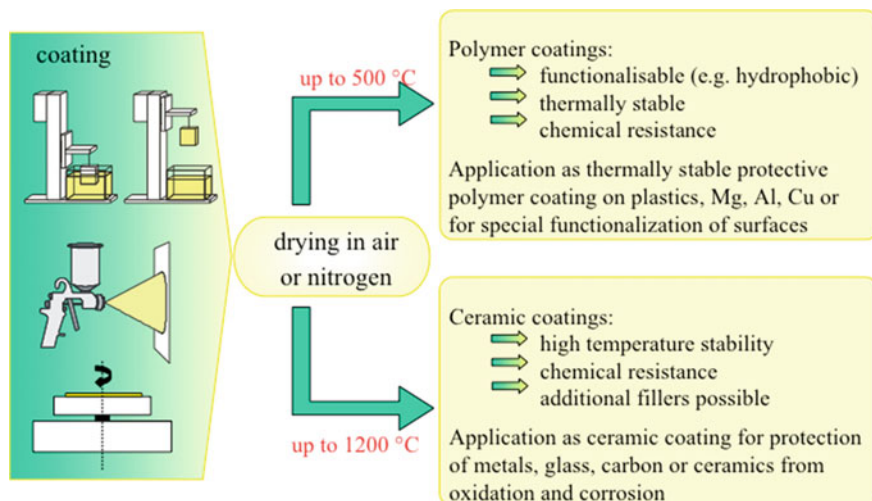 coating
up to 500 °C
drying in air
or nitrogen
up to 1200 °C
Polymer coatings:
functionalisable (e.g. hydrophobic)
thermally stable
chemical resistance
Application as thermally stable protective
polymer coating on plastics, Mg, Al, Cu or
for special functionalization of surfaces
Ceramic coatings:
high temperature stability
chemical resistance
additional fillers possible
Application as ceramic coating for protection
of metals, glass, carbon or ceramics from
oxidation and corrosion